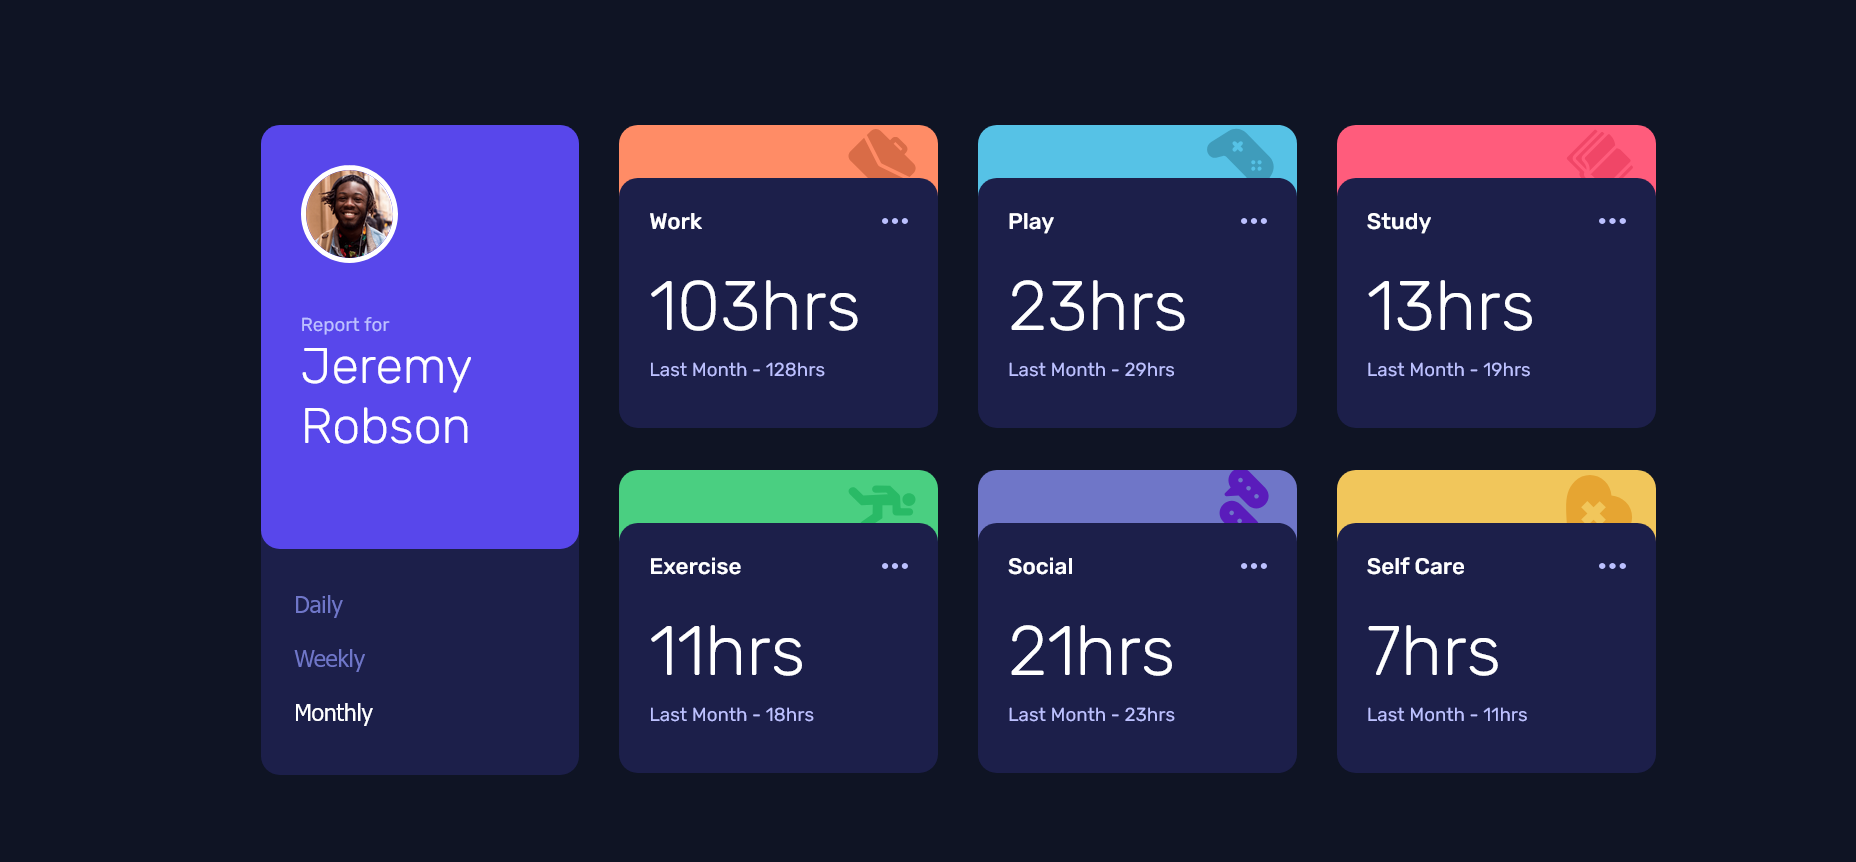 Report for
Jeremy
Robson
Daily
Weekly
Monthly
Work
103hrs
Last Month - 128hrs
Play
23hrs
Last Month - 29hrs
Study
13hrs
Last Month - 19hrs
Exercise
11hrs
Last Month - 18hrs
Social
21hrs
Last Month - 23hrs
Self Care
7hrs
Last Month - 11hrs